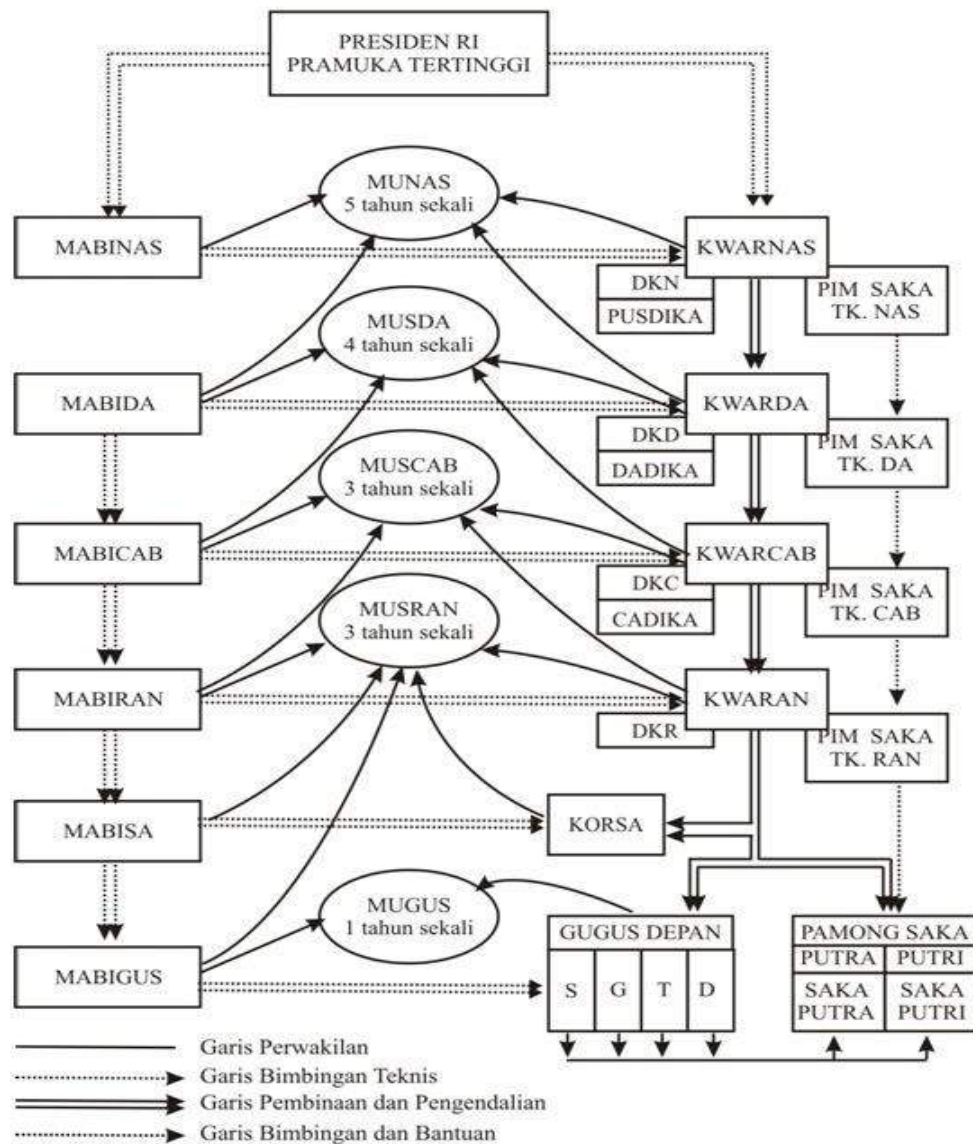 PRESIDEN RI
PRAMUKA TERTINGGI
MUNAS
5 tahun sekali
MABINAS
KWARNAS
DKN
PUSDIKA
PIM SAKA
TK. NAS
MUSDA
4 tahun sekali
MABIDA
KWARDA
DKD
DADIKA
PIM SAKA
TK. DA
MUSCAB
3 tahun sekali
MABICAB
KWARCAB
DKC
CADIKA
PIM SAKA
TK. CAB
MUSRAN
3 tahun sekali
MABIRAN
KWARAN
DKR
PIM SAKA
TK. RAN
MABISA
KORSA
MUGUS
1 tahun sekali
MABIGUS
GUGUS DEPAN
S G T D
PAMONG SAKA
PUTRA PUTRI
SAKA PUTRA
SAKA PUTRI
Garis Perwakilan
Garis Bimbingan Teknis
Garis Pembinaan dan Pengendalian
Garis Bimbingan dan Bantuan